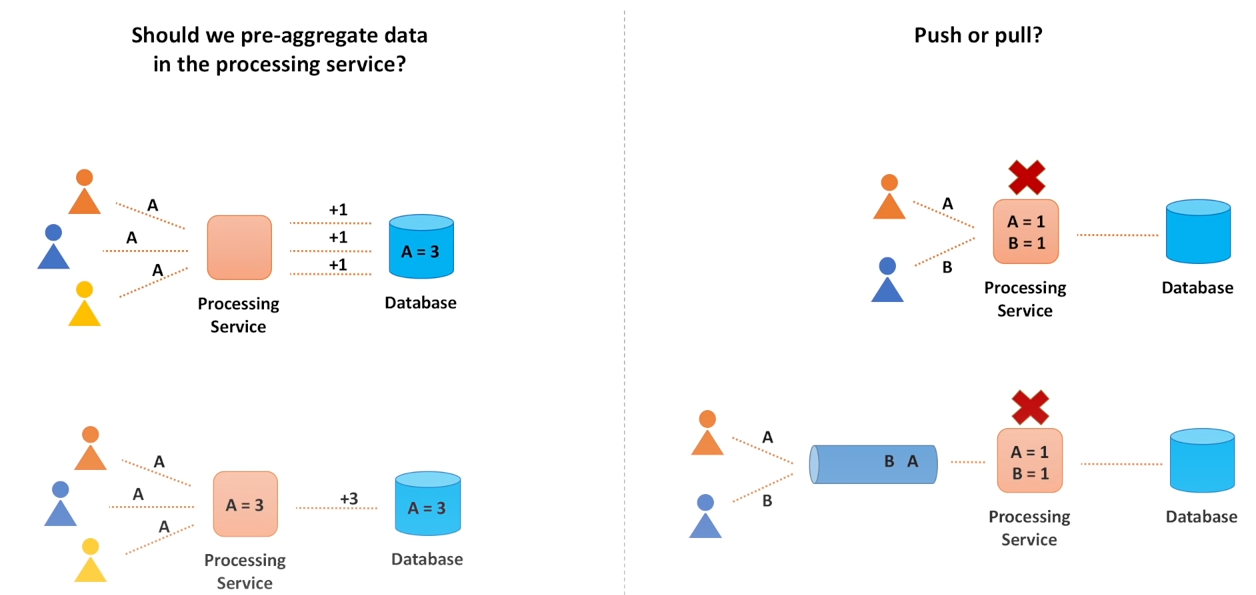 Should we pre-aggregate data
in the processing service?
A
A
A
+1
+1
+1
A = 3
Processing
Service
Database
A
A
A
A = 3
+3
A = 3
Processing
Service
Database
Push or pull?
A
B
A = 1
B = 1
Processing
Service
Database
A
B
B A
A = 1
B = 1
Processing
Service
Database